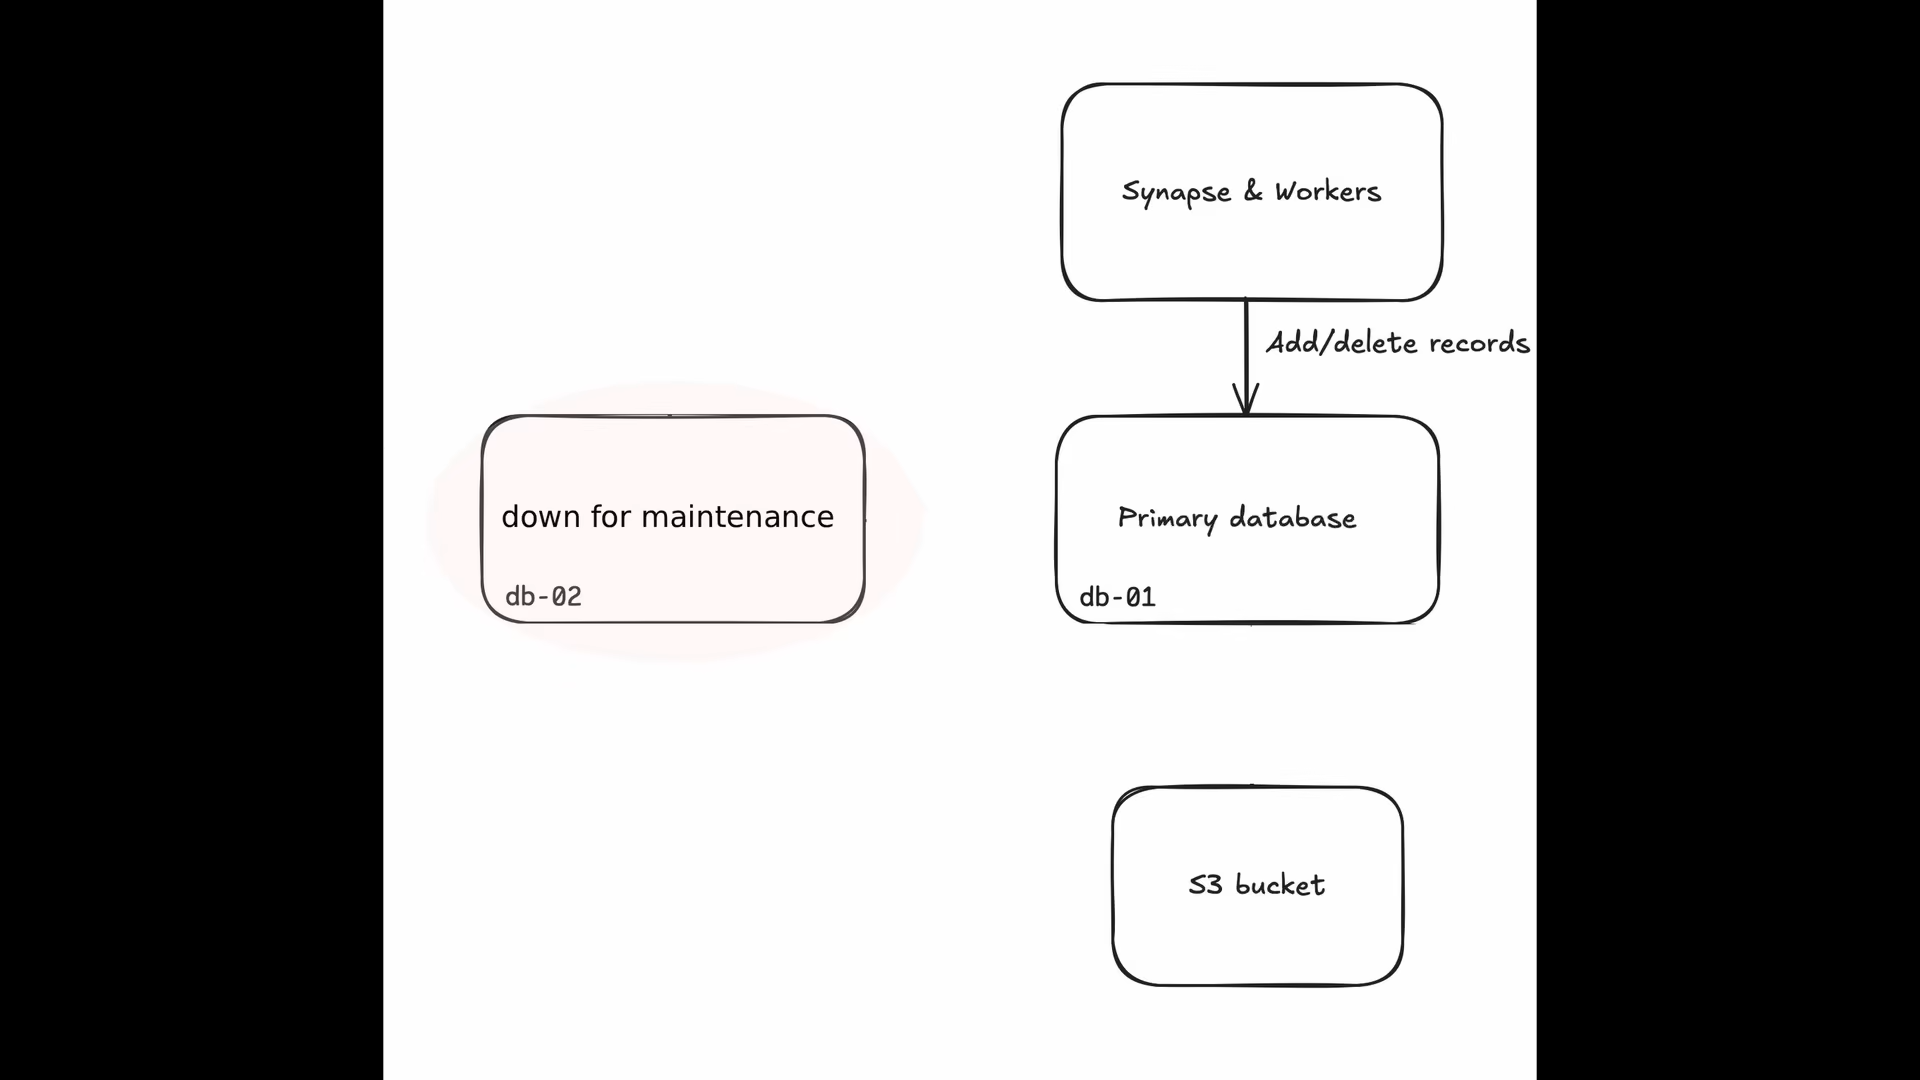 Synapse & Workers
Add/delete records
down for maintenance
db-02
Primary database
db-01
S3 bucket